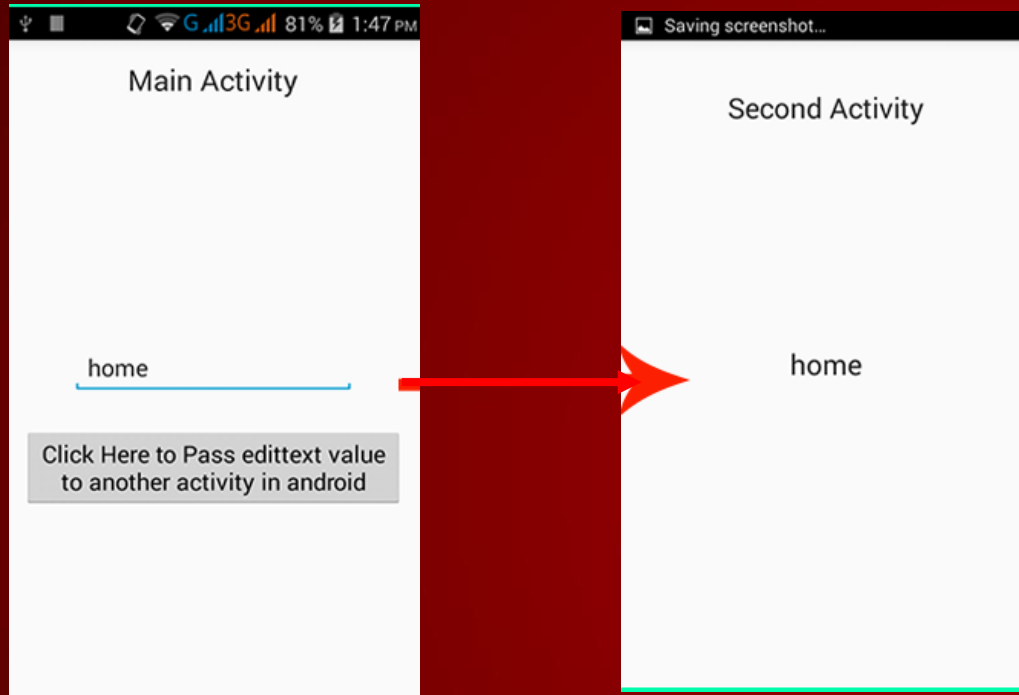 G 3G 81% 1:47 PM
Main Activity
home
Click Here to Pass edittext value
to another activity in android
Saving screenshot...
Second Activity
home